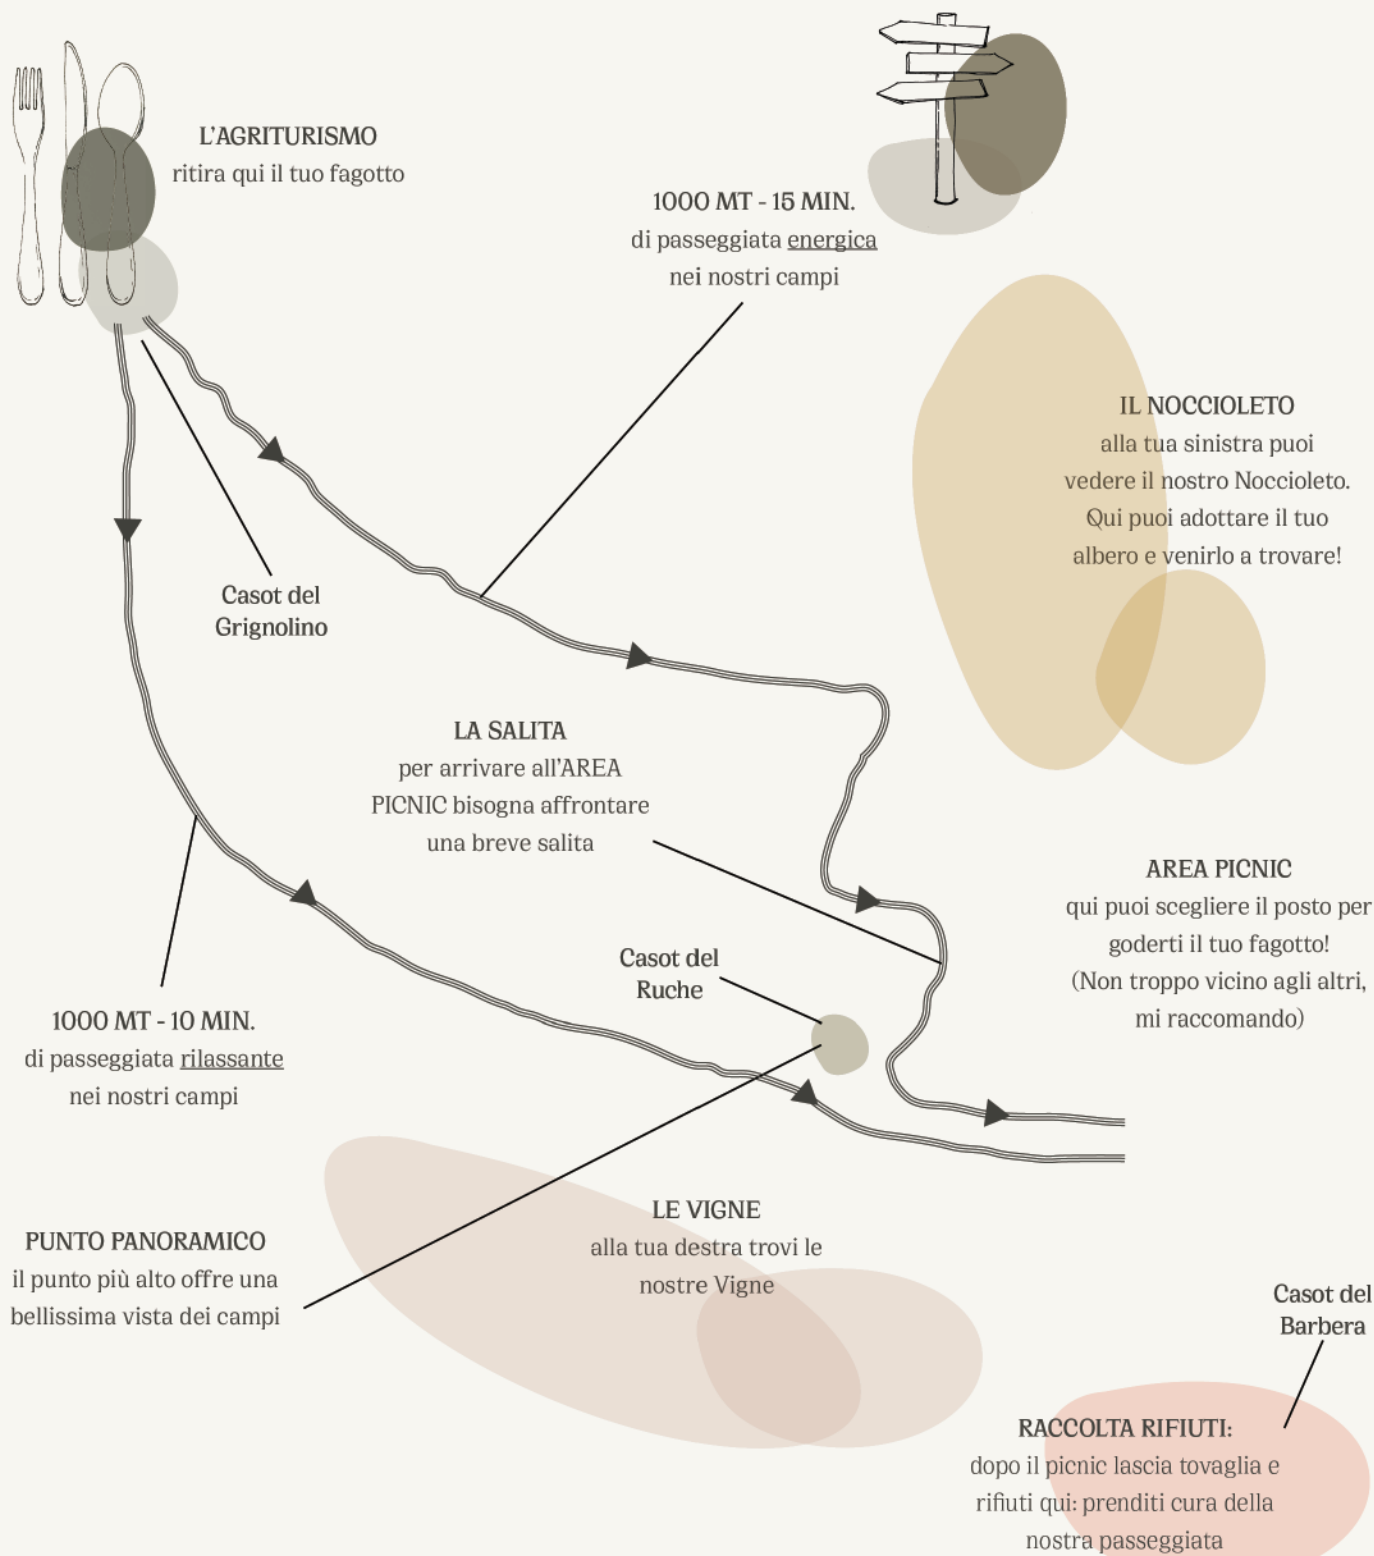 L'AGRITURISMO
ritira qui il tuo fagotto
1000 MT - 15 MIN.
di passeggiata energica
nei nostri campi
IL NOCCIOLETO
alla tua sinistra puoi
vedere il nostro Noccioleto.
Qui puoi adottare il tuo
albero e venirlo a trovare!
Casot del
Grignolino
LA SALITA
per arrivare all'AREA
PICNIC bisogna affrontare
una breve salita
AREA PICNIC
qui puoi scegliere il posto per
goderti il tuo fagotto!
(Non troppo vicino agli altri,
mi raccomando)
Casot del
Ruche
1000 MT - 10 MIN.
di passeggiata rilassante
nei nostri campi
LE VIGNE
alla tua destra trovi le
nostre Vigne
PUNTO PANORAMICO
il punto più alto offre una
bellissima vista dei campi
Casot del
Barbera
RACCOLTA RIFIUTI:
dopo il picnic lascia tovaglia e
rifiuti qui: prenditi cura della
nostra passeggiata